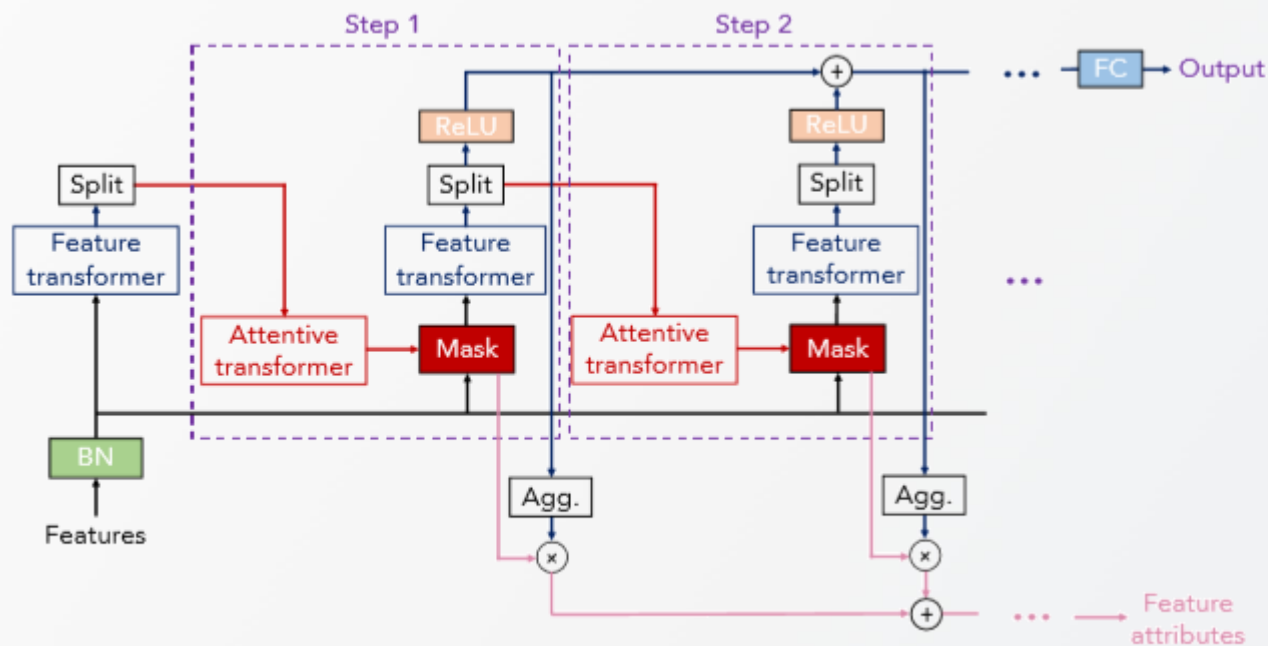 Step 1
Step 2
+
...
FC
Output
ReLU
ReLU
Split
Split
Split
Feature
transformer
Feature
transformer
Feature
transformer
...
Attentive
transformer
Mask
Attentive
transformer
Mask
BN
Features
Agg.
Agg.
×
×
+
...
Feature
attributes